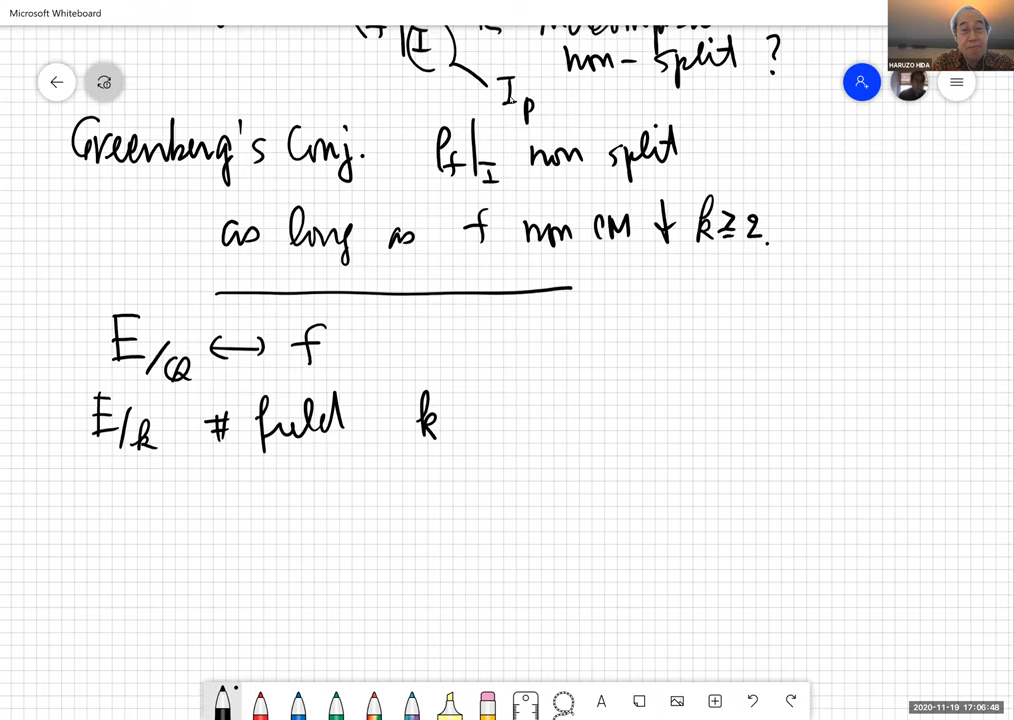 Microsoft Whiteboard
non-split ?
I_p
HARUZO HIDA
Greenberg's Conj. ρ_f|_I non split
as long as f non CM + k ≥ 2.
E/ℚ ↔ f
E/k # field k
A
2020-11-19 17:06:48